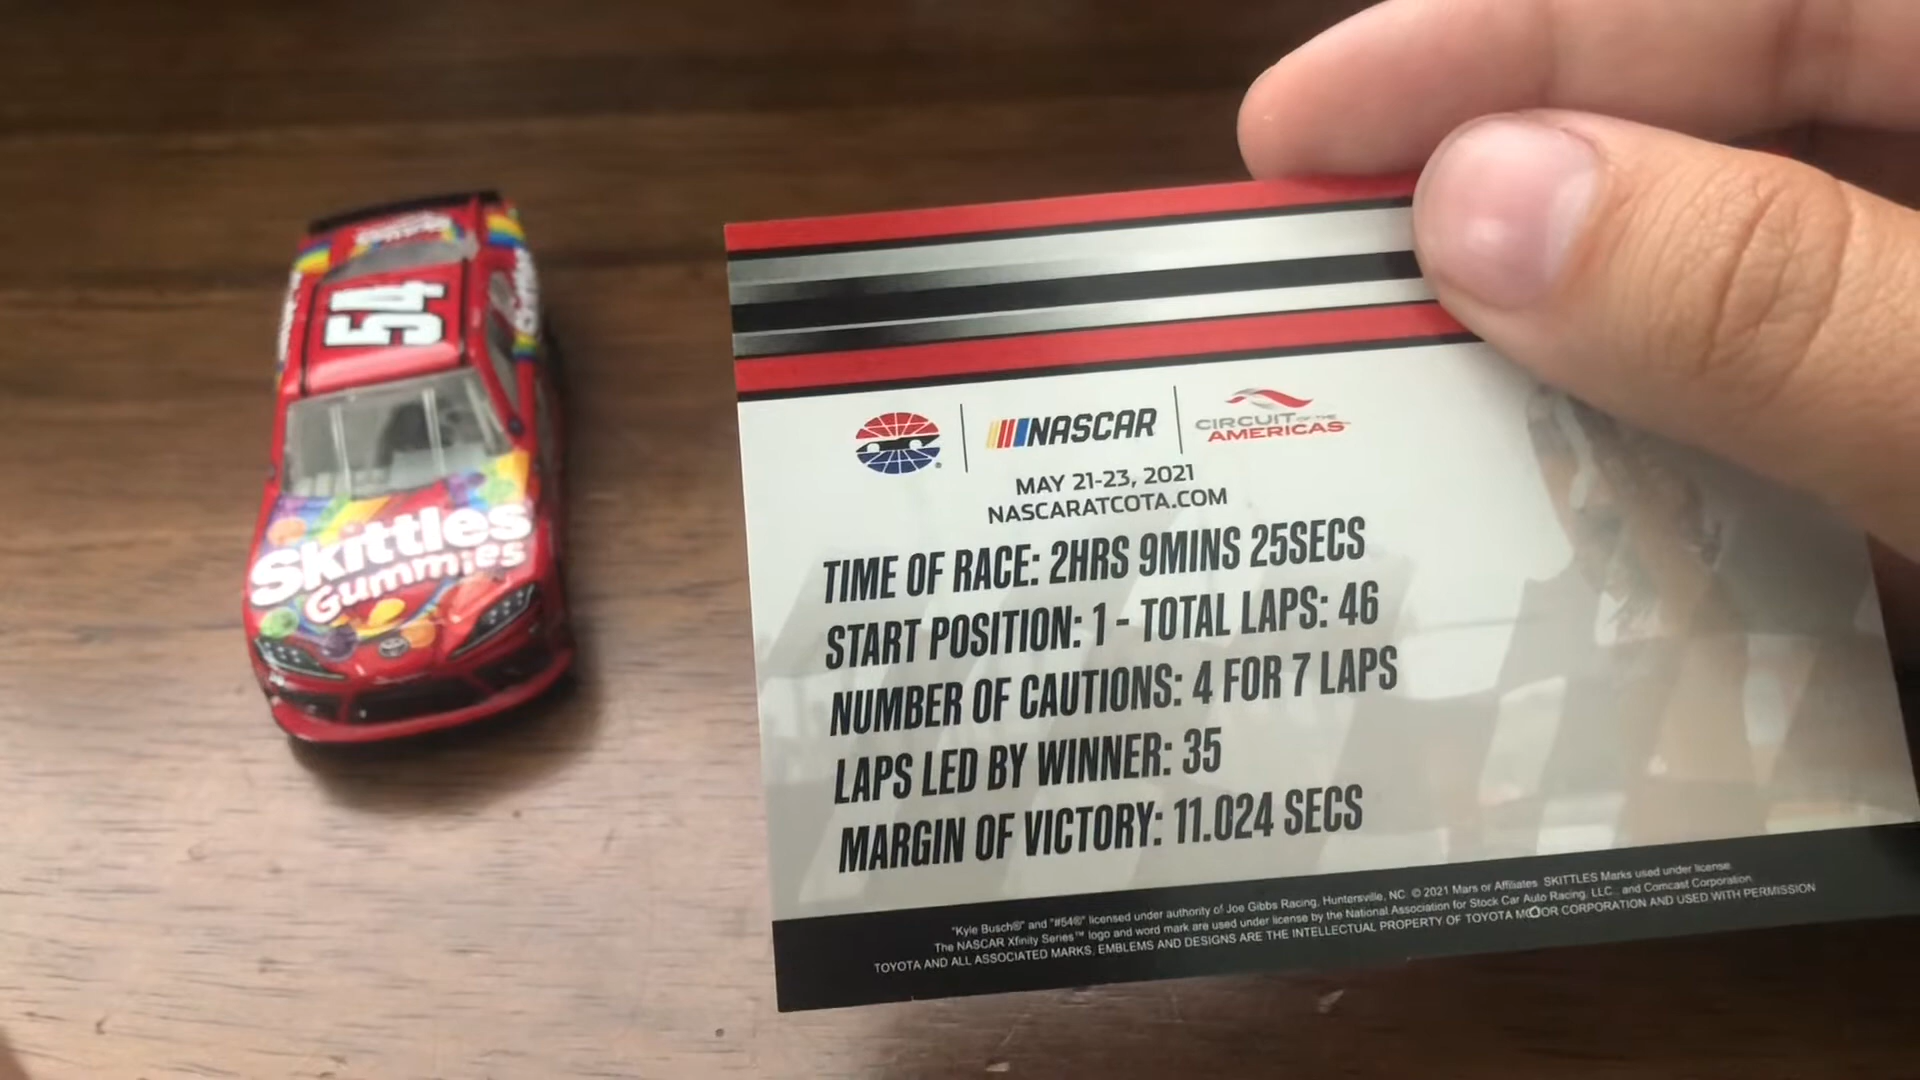 54
Skittles
Gummies
NASCAR
CIRCUIT OF THE
AMERICAS
MAY 21-23, 2021
NASCARATCOTA.COM
TIME OF RACE: 2HRS 9MINS 25SECS
START POSITION: 1 - TOTAL LAPS: 46
NUMBER OF CAUTIONS: 4 FOR 7 LAPS
LAPS LED BY WINNER: 35
MARGIN OF VICTORY: 11.024 SECS
"Kyle Busch®" and "#54®" licensed under authority of Joe Gibbs Racing, Huntersville, NC. © 2021 Mars or Affiliates. SKITTLES Marks used under license.
The NASCAR Xfinity Series™ logo and word mark are used under license by the National Association for Stock Car Auto Racing, LLC., and Comcast Corporation.
TOYOTA AND ALL ASSOCIATED MARKS, EMBLEMS AND DESIGNS ARE THE INTELLECTUAL PROPERTY OF TOYOTA MOTOR CORPORATION AND USED WITH PERMISSION